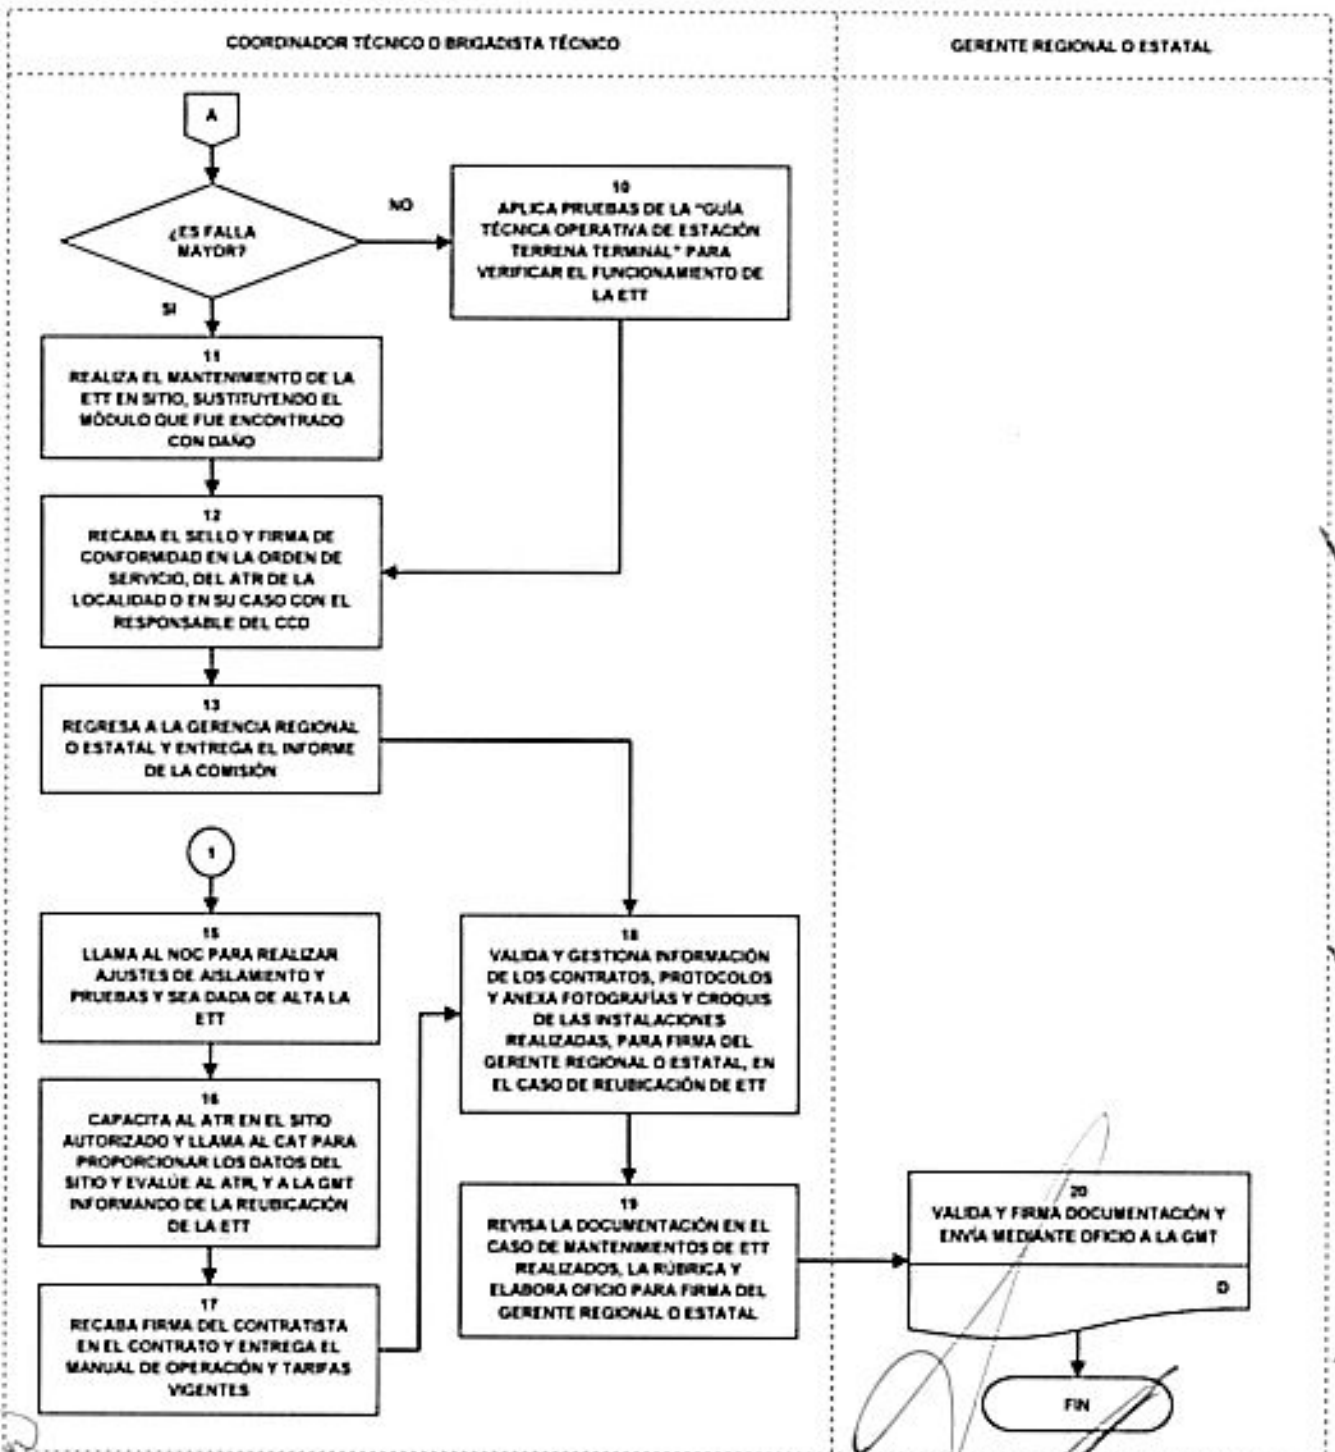 COORDINADOR TÉCNICO O BRIGADISTA TÉCNICO
GERENTE REGIONAL O ESTATAL
A
¿ES FALLA
MAYOR?
NO
SI
10
APLICA PRUEBAS DE LA "GUÍA
TÉCNICA OPERATIVA DE ESTACIÓN
TERRENA TERMINAL" PARA
VERIFICAR EL FUNCIONAMIENTO DE
LA ETT
11
REALIZA EL MANTENIMIENTO DE LA
ETT EN SITIO, SUSTITUYENDO EL
MÓDULO QUE FUE ENCONTRADO
CON DAÑO
12
RECABA EL SELLO Y FIRMA DE
CONFORMIDAD EN LA ORDEN DE
SERVICIO, DEL ATR DE LA
LOCALIDAD O EN SU CASO CON EL
RESPONSABLE DEL CCD
13
REGRESA A LA GERENCIA REGIONAL
O ESTATAL Y ENTREGA EL INFORME
DE LA COMISIÓN
1
15
LLAMA AL NOC PARA REALIZAR
AJUSTES DE AISLAMIENTO Y
PRUEBAS Y SEA DADA DE ALTA LA
ETT
16
CAPACITA AL ATR EN EL SITIO
AUTORIZADO Y LLAMA AL CAT PARA
PROPORCIONAR LOS DATOS DEL
SITIO Y EVALÚE AL ATR, Y A LA GMT
INFORMANDO DE LA REUBICACIÓN
DE LA ETT
17
RECABA FIRMA DEL CONTRATISTA
EN EL CONTRATO Y ENTREGA EL
MANUAL DE OPERACIÓN Y TARIFAS
VIGENTES
18
VALIDA Y GESTIONA INFORMACIÓN
DE LOS CONTRATOS, PROTOCOLOS
Y ANEXA FOTOGRAFÍAS Y CROQUIS
DE LAS INSTALACIONES
REALIZADAS, PARA FIRMA DEL
GERENTE REGIONAL O ESTATAL, EN
EL CASO DE REUBICACIÓN DE ETT
19
REVISA LA DOCUMENTACIÓN EN EL
CASO DE MANTENIMIENTOS DE ETT
REALIZADOS, LA RÚBRICA Y
ELABORA OFICIO PARA FIRMA DEL
GERENTE REGIONAL O ESTATAL
20
VALIDA Y FIRMA DOCUMENTACIÓN Y
ENVÍA MEDIANTE OFICIO A LA GMT
D
FIN